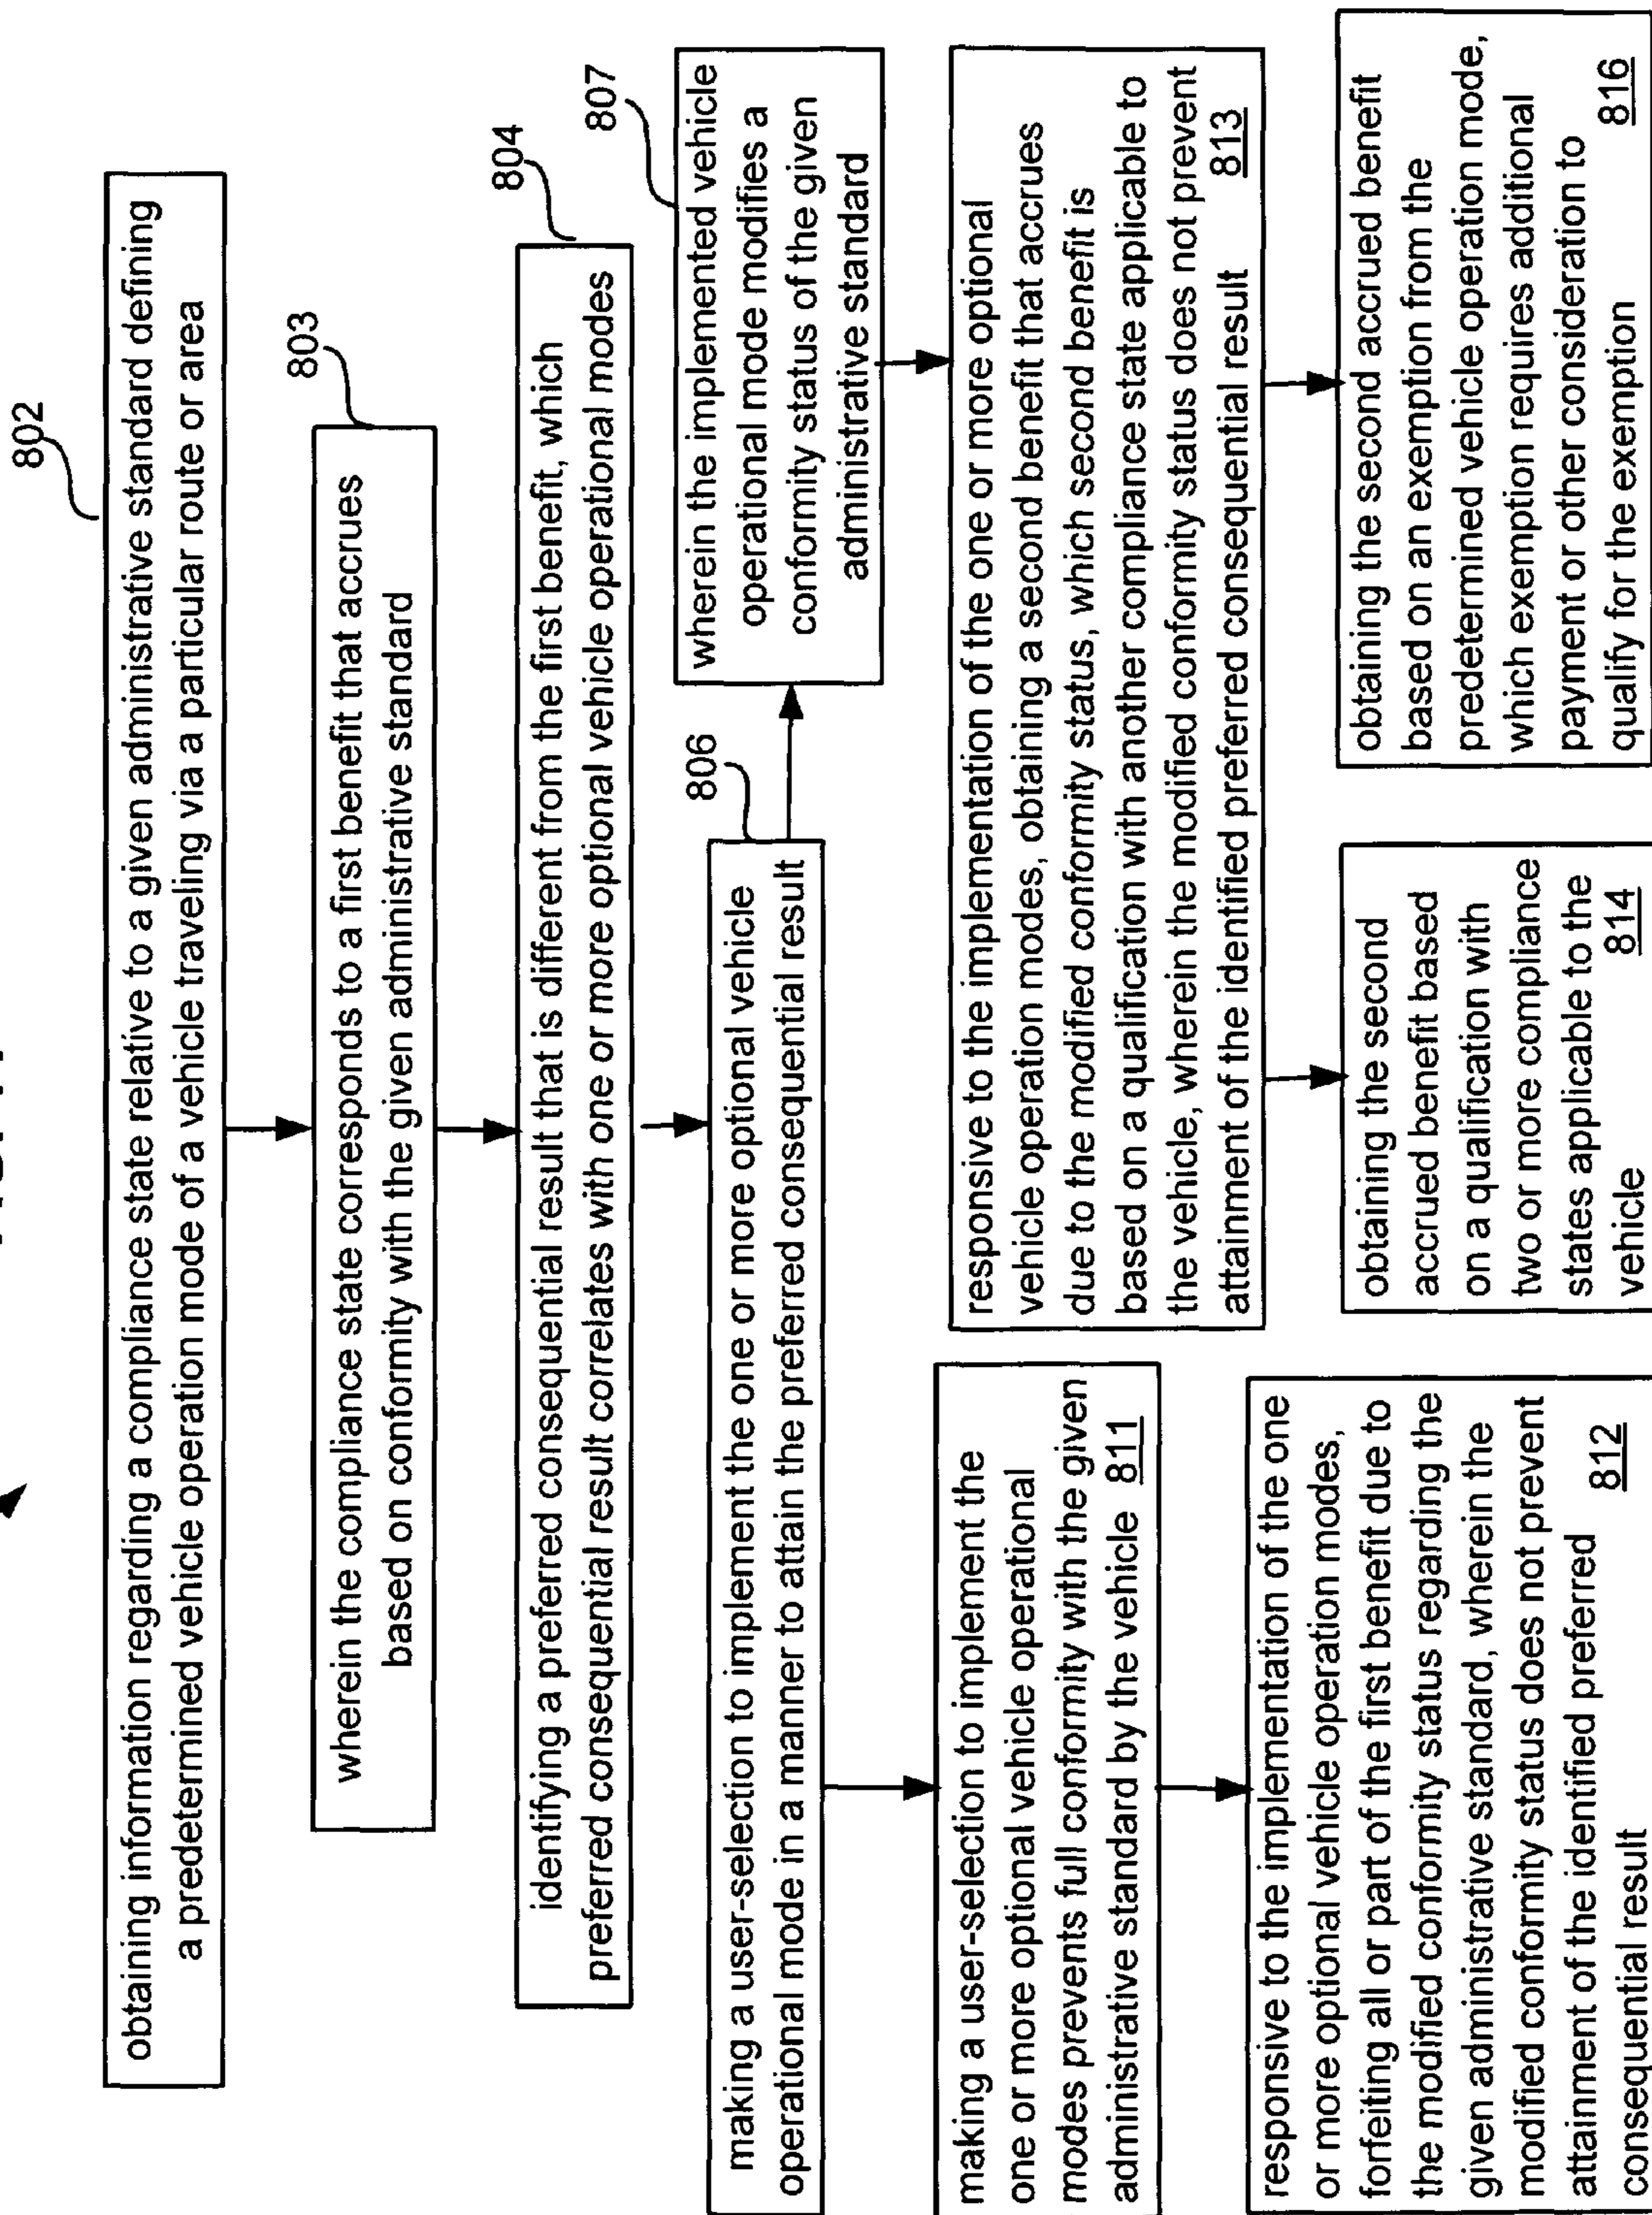 802
obtaining information regarding a compliance state relative to a given administrative standard defining
a predetermined vehicle operation mode of a vehicle traveling via a particular route or area
803
wherein the compliance state corresponds to a first benefit that accrues
based on conformity with the given administrative standard
804
identifying a preferred consequential result that is different from the first benefit, which
preferred consequential result correlates with one or more optional vehicle operational modes
806
making a user-selection to implement the one or more optional vehicle
operational mode in a manner to attain the preferred consequential result
807
wherein the implemented vehicle
operational mode modifies a
conformity status of the given
administrative standard
making a user-selection to implement the
one or more optional vehicle operational
modes prevents full conformity with the given
administrative standard by the vehicle 811
responsive to the implementation of the one
or more optional vehicle operation modes,
forfeiting all or part of the first benefit due to
the modified conformity status regarding the
given administrative standard, wherein the
modified conformity status does not prevent
attainment of the identified preferred
consequential result 812
responsive to the implementation of the one or more optional
vehicle operation modes, obtaining a second benefit that accrues
due to the modified conformity status, which second benefit is
based on a qualification with another compliance state applicable to
the vehicle, wherein the modified conformity status does not prevent
attainment of the identified preferred consequential result 813
obtaining the second
accrued benefit based
on a qualification with
two or more compliance
states applicable to the
vehicle 814
obtaining the second accrued benefit
based on an exemption from the
predetermined vehicle operation mode,
which exemption requires additional
payment or other consideration to
qualify for the exemption 816